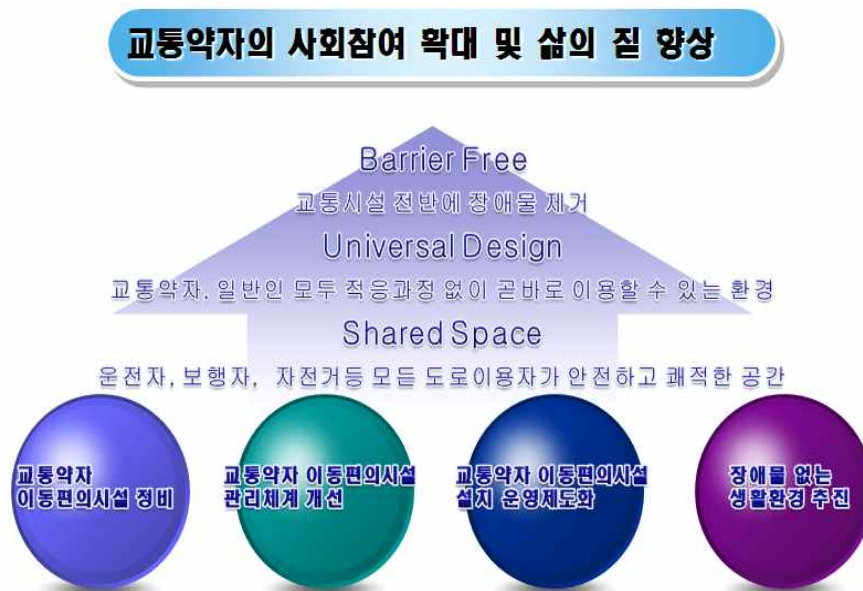 교통약자의 사회참여 확대 및 삶의 질 향상
Barrier Free
교통시설 전반에 장애물 제거
Universal Design
교통약자, 일반인 모두 적응과정 없이 곧바로 이용할 수 있는 환경
Shared Space
운전자, 보행자, 자전거등 모든 도로이용자가 안전하고 쾌적한 공간
교통약자
이동편의시설 정비
교통약자 이동편의시설
관리체계 개선
교통약자 이동편의시설
설치 운영제도화
장애물 없는
생활환경 추진